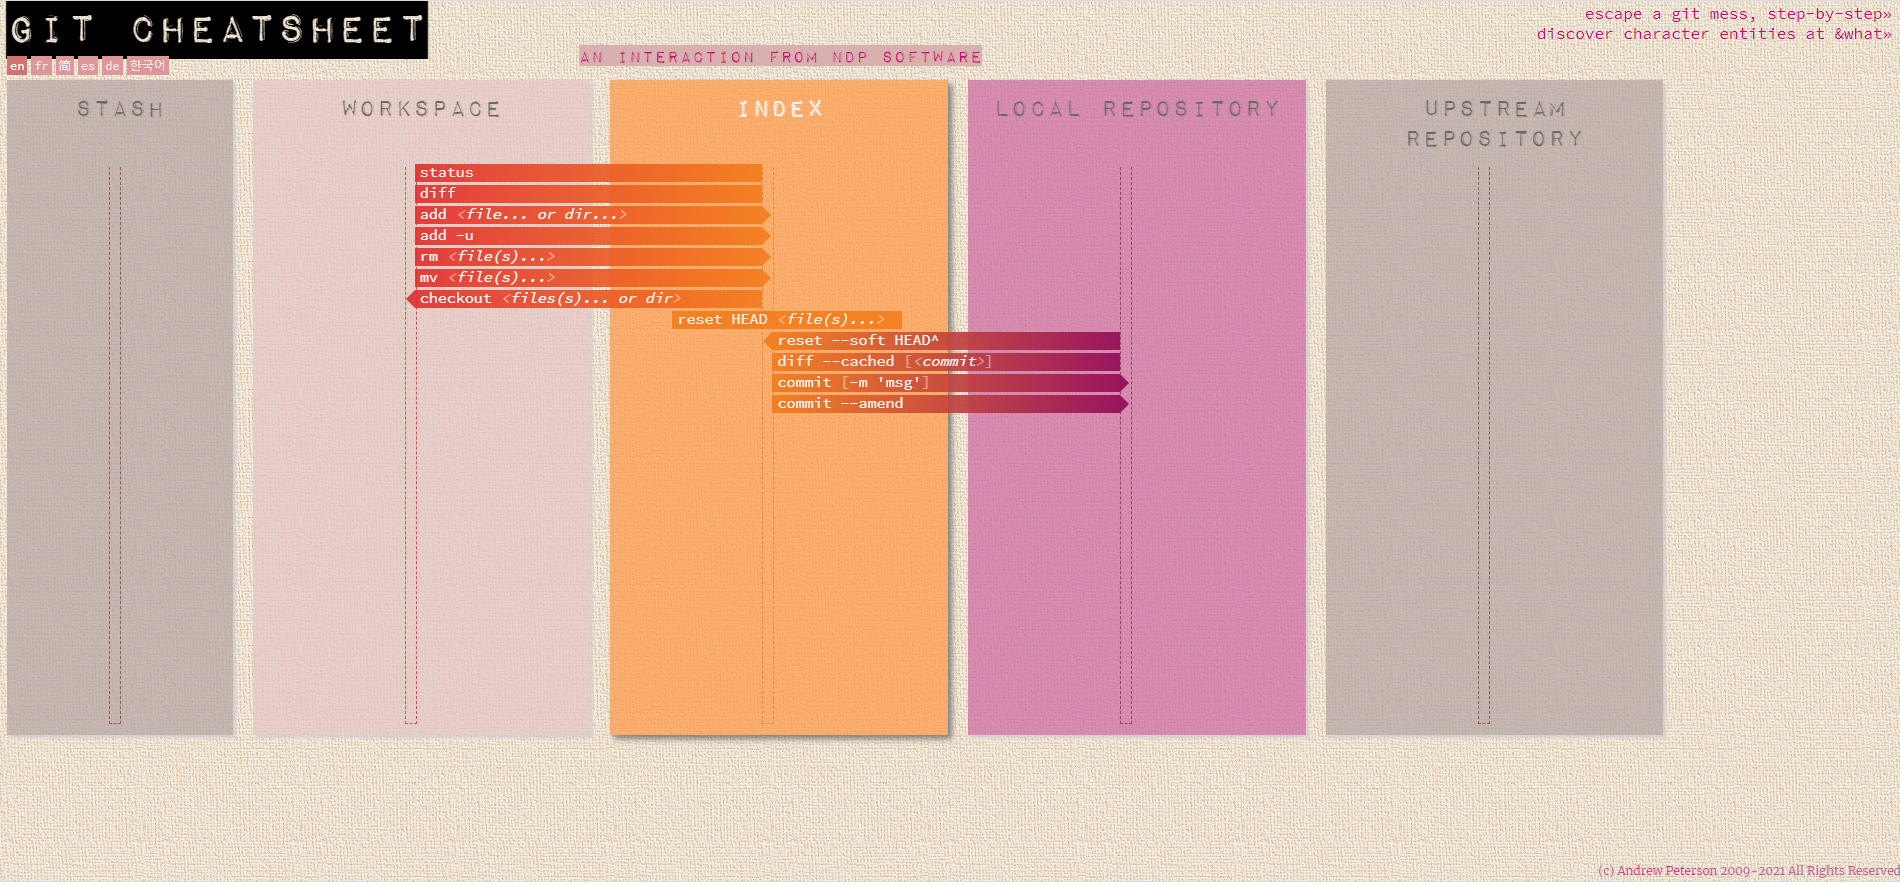 GIT CHEATSHEET
escape a git mess, step-by-step»
discover character entities at &what»
AN INTERACTION FROM NDP SOFTWARE
en fr 简 es de 한국어
STASH
WORKSPACE
INDEX
LOCAL REPOSITORY
UPSTREAM
REPOSITORY
status
diff
add <file... or dir...>
add -u
rm <file(s)...>
mv <file(s)...>
checkout <files(s)... or dir>
reset HEAD <file(s)...>
reset --soft HEAD^
diff --cached [<commit>]
commit [-m 'msg']
commit --amend
(c) Andrew Peterson 2009-2021 All Rights Reserved